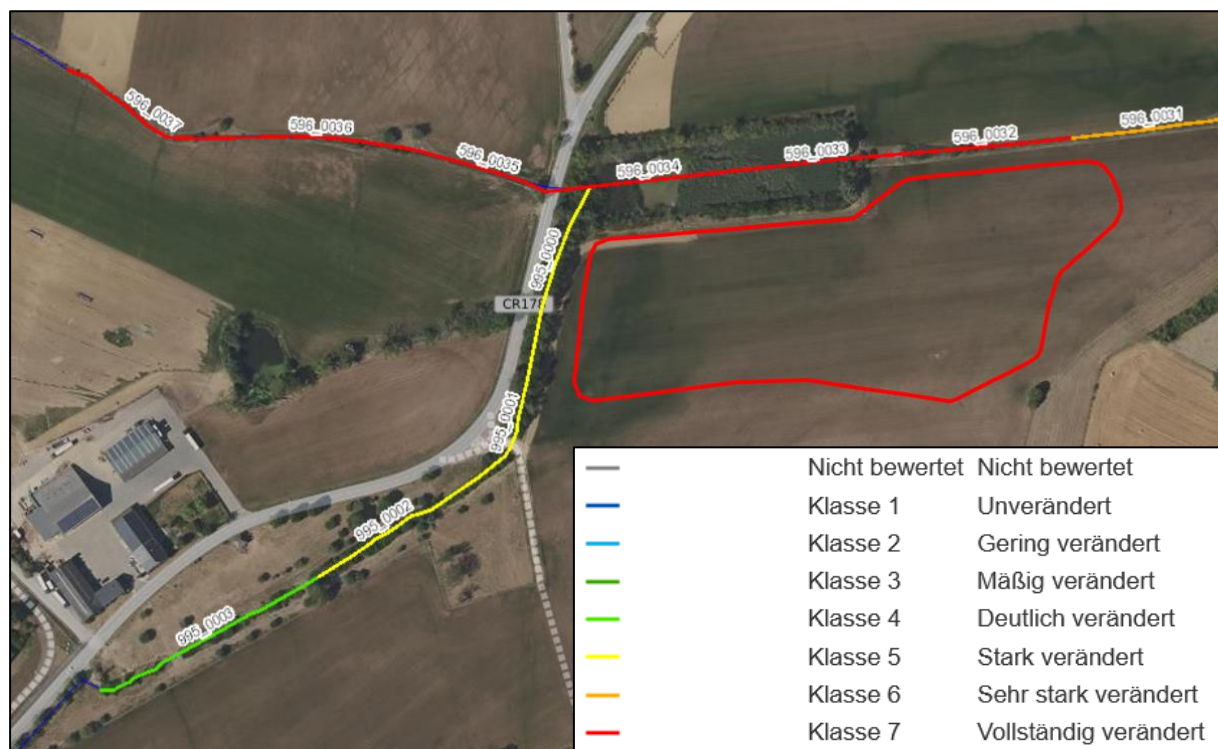 596_0037
596_0036
596_0035
596_0034
596_0033
596_0032
596_0031
995_0000
CR178
995_0001
995_0002
995_0003
Nicht bewertet Nicht bewertet
Klasse 1 Unverändert
Klasse 2 Gering verändert
Klasse 3 Mäßig verändert
Klasse 4 Deutlich verändert
Klasse 5 Stark verändert
Klasse 6 Sehr stark verändert
Klasse 7 Vollständig verändert